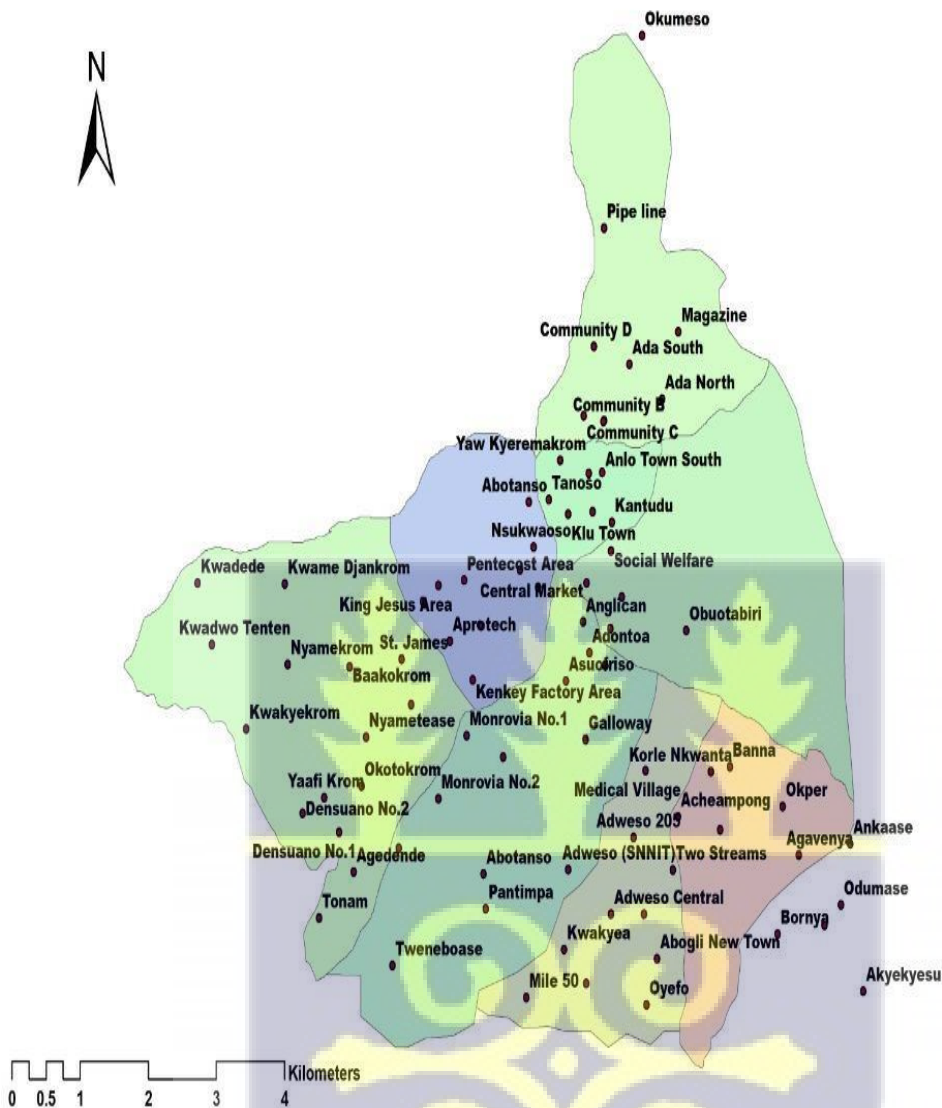 Okumeso
N
Pipe line
Magazine
Community D
Ada South
Ada North
Community B
Community C
Yaw Kyeremakrom
Anlo Town South
Abotanso
Tanoso
Kantudu
Nsukwaoso
Klu Town
Social Welfare
Kwadede
Kwame Djankrom
Pentecost Area
Central Market
King Jesus Area
Anglican
Obuotabiri
Kwadwo Tenten
Aprotech
Adontoa
St. James
Nyamekrom
Asuofriso
Baakokrom
Kenkey Factory Area
Kwakyekrom
Nyametease
Monrovia No.1
Galloway
Korle Nkwanta
Banna
Okotokrom
Yaafi Krom
Monrovia No.2
Medical Village
Acheampong
Okper
Densuano No.2
Adweso 205
Agavenya
Ankaase
Densuano No.1
Agedende
Abotanso
Adweso (SNNIT)
Two Streams
Pantimpa
Adweso Central
Odumase
Tonam
Bornya
Kwakyea
Abogli New Town
Tweneboase
Akyekyesu
Mile 50
Oyefo
Kilometers
0 0.5 1 2 3 4